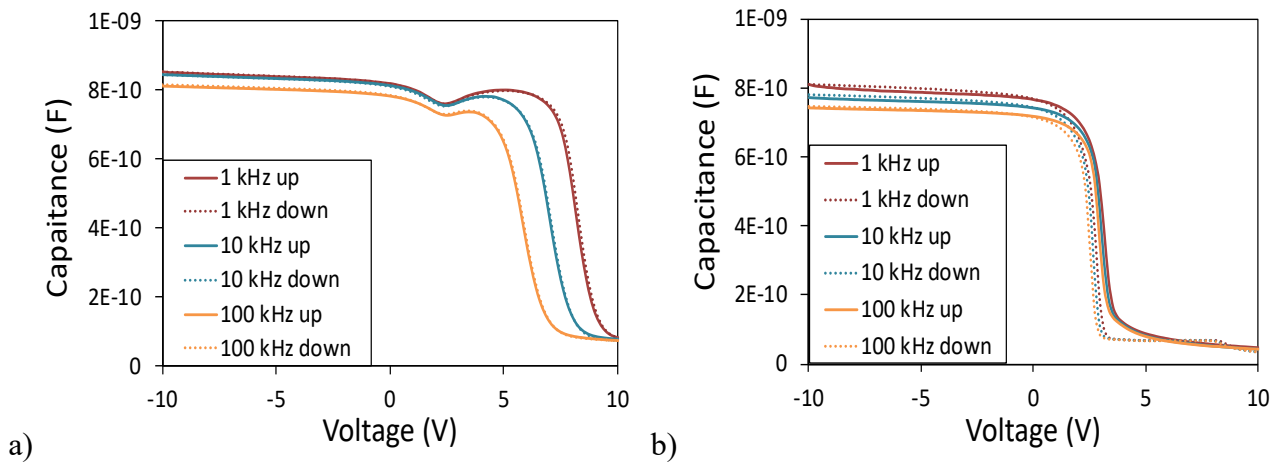 1E-09
8E-10
6E-10
4E-10
2E-10
0
Capaitance (F)
1 kHz up
1 kHz down
10 kHz up
10 kHz down
100 kHz up
100 kHz down
-10 -5 0 5 10
Voltage (V)
a)
1E-09
8E-10
6E-10
4E-10
2E-10
0
Capacitance (F)
1 kHz up
1 kHz down
10 kHz up
10 kHz down
100 kHz up
100 kHz down
-10 -5 0 5 10
Voltage (V)
b)